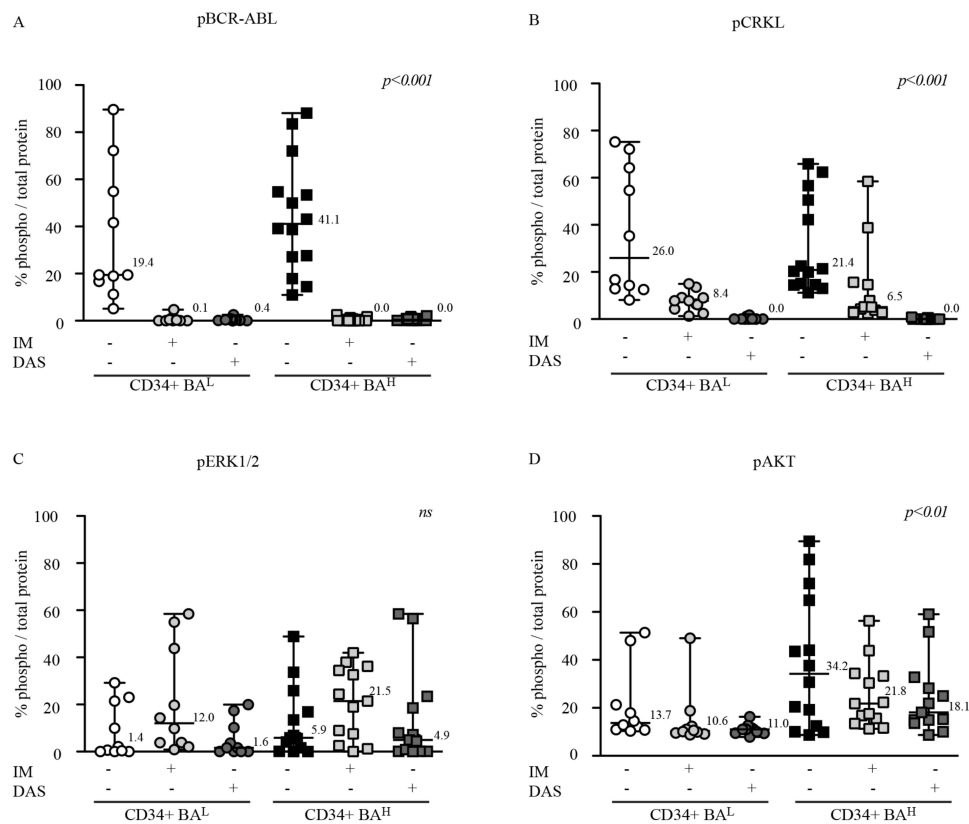 A
pBCR-ABL
p<0.001
% phospho / total protein
100
80
60
40
20
0
19.4
0.1
0.4
41.1
0.0
0.0
IM - + - - + -
DAS - - + - - +
CD34+ BAᴸ CD34+ BAᴴ
B
pCRKL
p<0.001
% phospho / total protein
100
80
60
40
20
0
26.0
8.4
0.0
21.4
6.5
0.0
IM - + - - + -
DAS - - + - - +
CD34+ BAᴸ CD34+ BAᴴ
C
pERK1/2
ns
% phospho / total protein
100
80
60
40
20
0
1.4
12.0
1.6
5.9
21.5
4.9
IM - + - - + -
DAS - - + - - +
CD34+ BAᴸ CD34+ BAᴴ
D
pAKT
p<0.01
% phospho / total protein
100
80
60
40
20
0
13.7
10.6
11.0
34.2
21.8
18.1
IM - + - - + -
DAS - - + - - +
CD34+ BAᴸ CD34+ BAᴴ